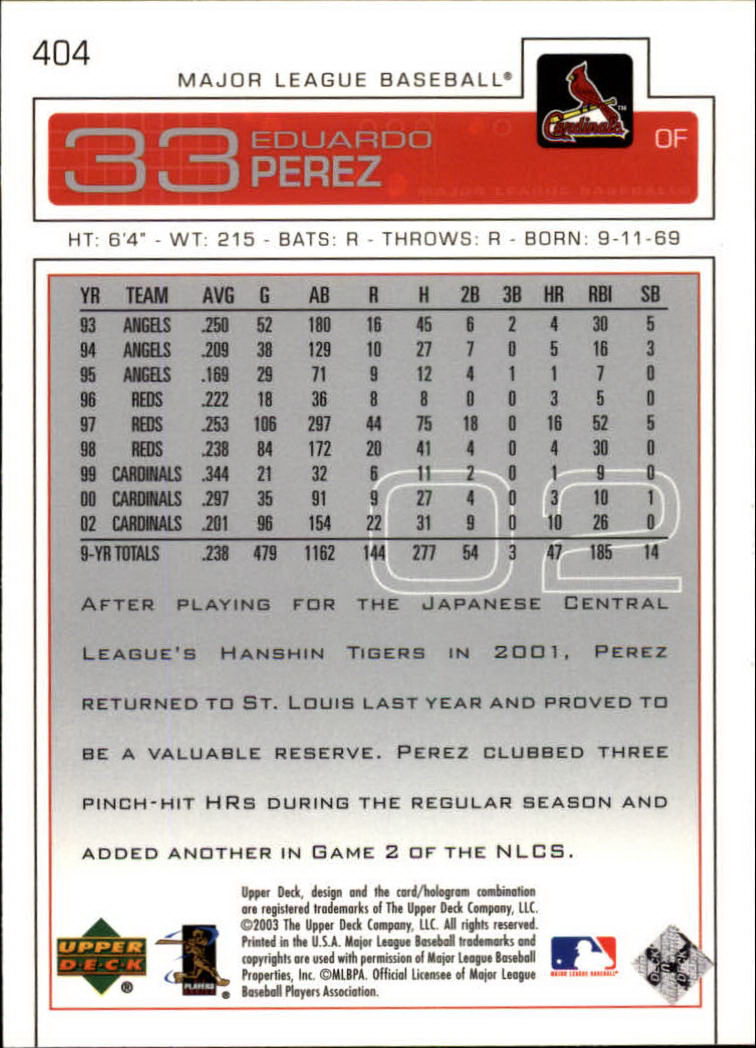 404
MAJOR LEAGUE BASEBALL®
Cardinals™
33 EDUARDO
PEREZ
OF
MAJOR LEAGUE BASEBALL®
HT: 6'4" - WT: 215 - BATS: R - THROWS: R - BORN: 9-11-69
YR TEAM AVG G AB R H 2B 3B HR RBI SB
93 ANGELS .250 52 180 16 45 6 2 4 30 5
94 ANGELS .209 38 129 10 27 7 0 5 16 3
95 ANGELS .169 29 71 9 12 4 1 1 7 0
96 REDS .222 18 36 8 8 0 0 3 5 0
97 REDS .253 106 297 44 75 18 0 16 52 5
98 REDS .238 84 172 20 41 4 0 4 30 0
99 CARDINALS .344 21 32 6 11 2 0 1 9 0
00 CARDINALS .297 35 91 9 27 4 0 3 10 1
02 CARDINALS .201 96 154 22 31 9 0 10 26 0
9-YR TOTALS .238 479 1162 144 277 54 3 47 185 14
02
AFTER PLAYING FOR THE JAPANESE CENTRAL
LEAGUE'S HANSHIN TIGERS IN 2001, PEREZ
RETURNED TO ST. LOUIS LAST YEAR AND PROVED TO
BE A VALUABLE RESERVE. PEREZ CLUBBED THREE
PINCH-HIT HRS DURING THE REGULAR SEASON AND
ADDED ANOTHER IN GAME 2 OF THE NLCS.
Upper Deck, design and the card/hologram combination
are registered trademarks of The Upper Deck Company, LLC.
©2003 The Upper Deck Company, LLC. All rights reserved.
Printed in the U.S.A. Major League Baseball trademarks and
copyrights are used with permission of Major League Baseball
Properties, Inc. ©MLBPA. Official Licensee of Major League
Baseball Players Association.
UPPER
D·E·C·K®
PLAYERS
®
MAJOR LEAGUE BASEBALL®
DECK
DECK